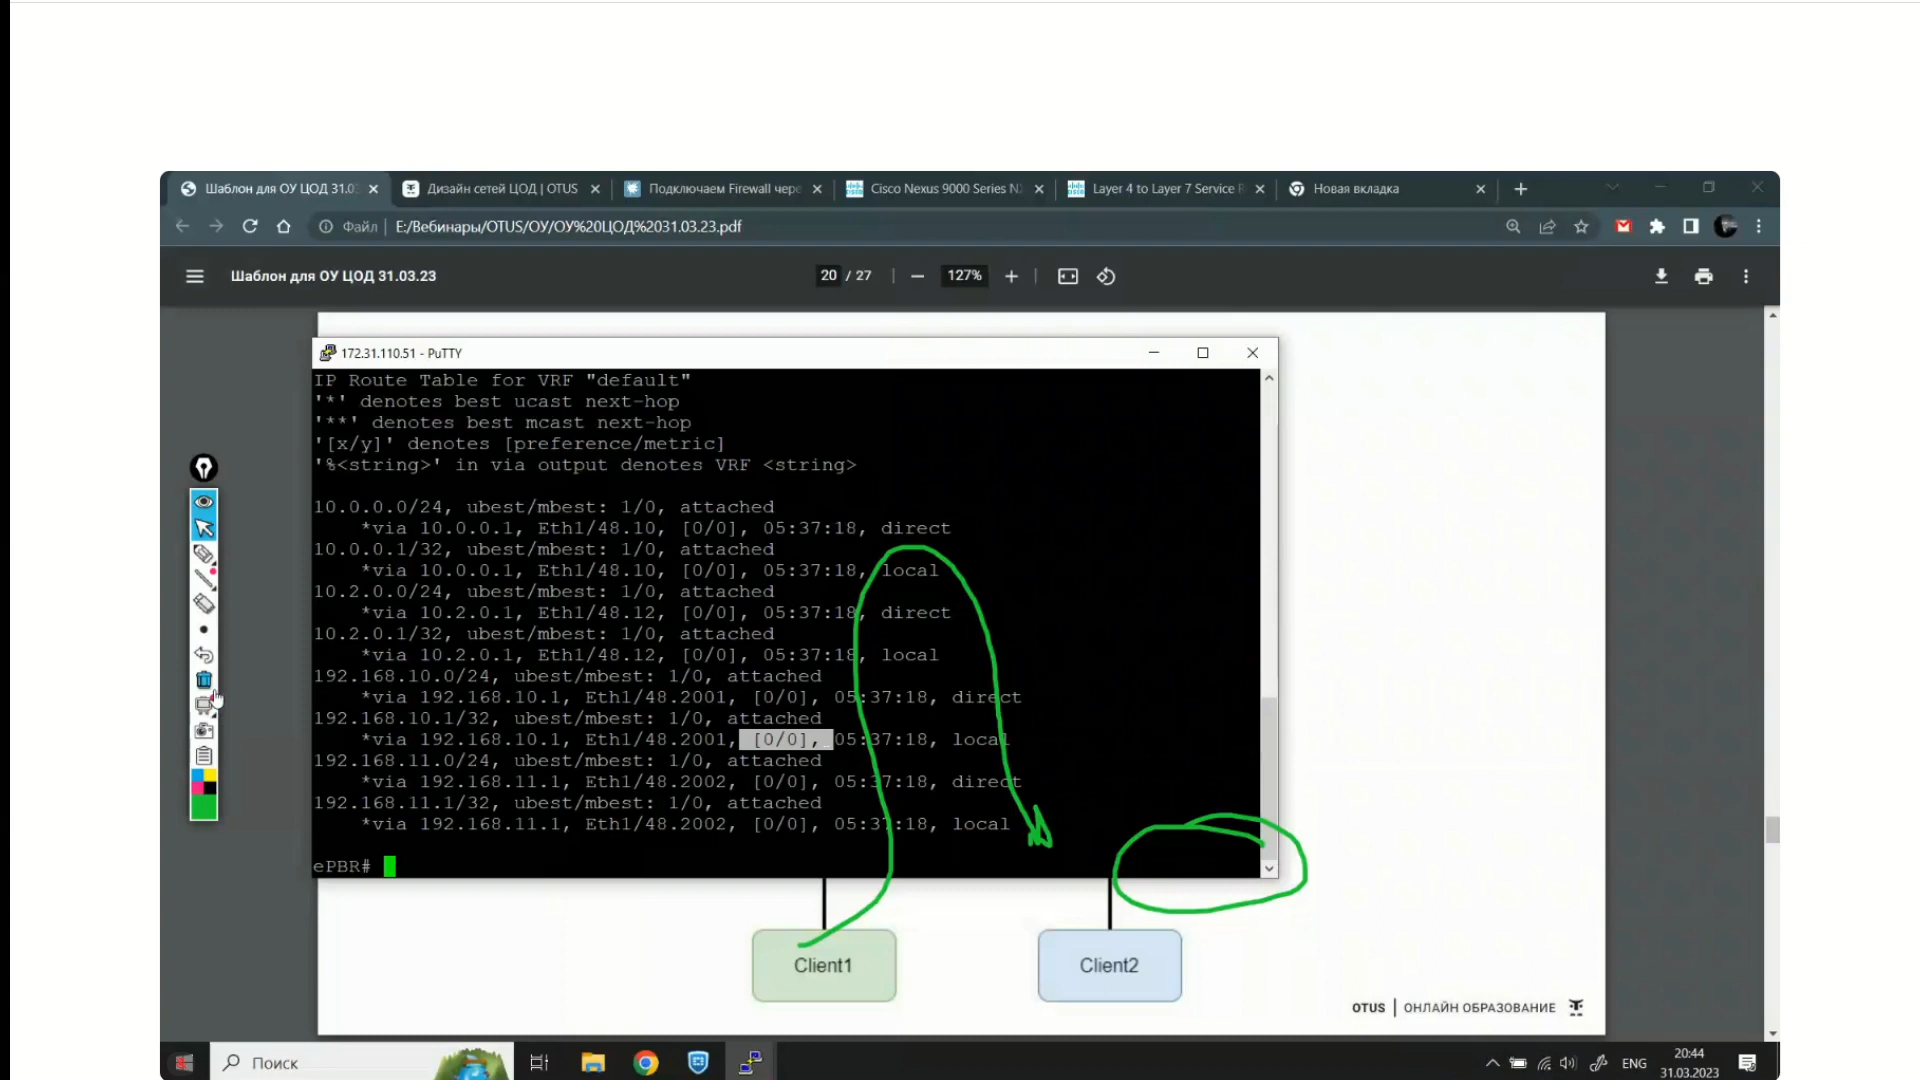 Шаблон для ОУ ЦОД 31.0
Дизайн сетей ЦОД | OTUS
Подключаем Firewall чере
Cisco Nexus 9000 Series N
Layer 4 to Layer 7 Service
Новая вкладка
Файл
E:/Вебинары/OTUS/ОУ/ОУ%20ЦОД%2031.03.23.pdf
Шаблон для ОУ ЦОД 31.03.23
20 / 27
127%
172.31.110.51 - PuTTY
IP Route Table for VRF "default"
'*' denotes best ucast next-hop
'**' denotes best mcast next-hop
'[x/y]' denotes [preference/metric]
'%<string>' in via output denotes VRF <string>
10.0.0.0/24, ubest/mbest: 1/0, attached
*via 10.0.0.1, Eth1/48.10, [0/0], 05:37:18, direct
10.0.0.1/32, ubest/mbest: 1/0, attached
*via 10.0.0.1, Eth1/48.10, [0/0], 05:37:18, local
10.2.0.0/24, ubest/mbest: 1/0, attached
*via 10.2.0.1, Eth1/48.12, [0/0], 05:37:18, direct
10.2.0.1/32, ubest/mbest: 1/0, attached
*via 10.2.0.1, Eth1/48.12, [0/0], 05:37:18, local
192.168.10.0/24, ubest/mbest: 1/0, attached
*via 192.168.10.1, Eth1/48.2001, [0/0], 05:37:18, direct
192.168.10.1/32, ubest/mbest: 1/0, attached
*via 192.168.10.1, Eth1/48.2001, [0/0], 05:37:18, local
192.168.11.0/24, ubest/mbest: 1/0, attached
*via 192.168.11.1, Eth1/48.2002, [0/0], 05:37:18, direct
192.168.11.1/32, ubest/mbest: 1/0, attached
*via 192.168.11.1, Eth1/48.2002, [0/0], 05:37:18, local
ePBR#
Client1
Client2
OTUS | ОНЛАЙН ОБРАЗОВАНИЕ
Поиск
ENG
20:44
31.03.2023